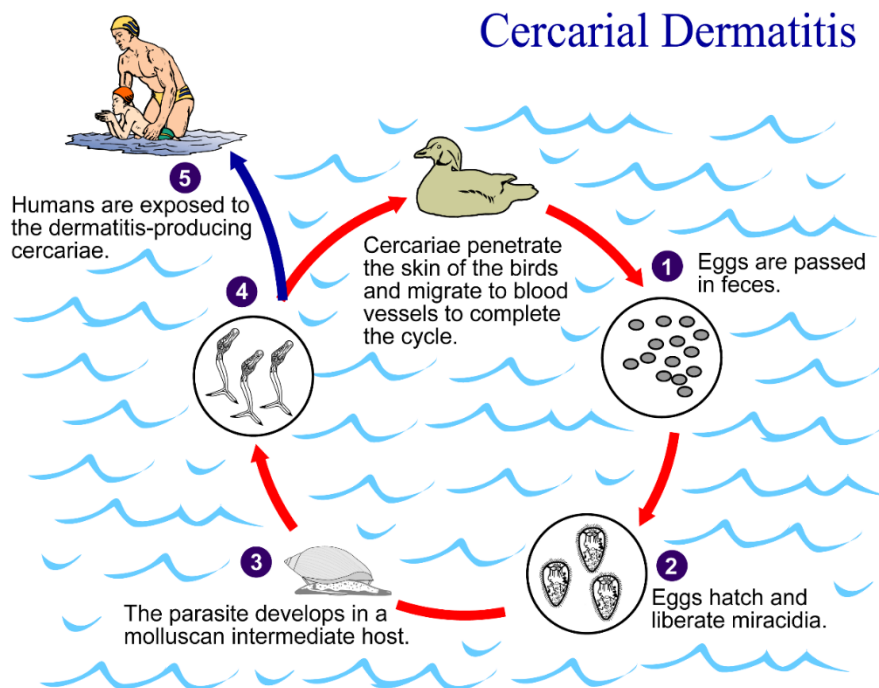 Cercarial Dermatitis
5
Humans are exposed to
the dermatitis-producing
cercariae.
4
Cercariae penetrate
the skin of the birds
and migrate to blood
vessels to complete
the cycle.
1
Eggs are passed
in feces.
3
The parasite develops in a
molluscan intermediate host.
2
Eggs hatch and
liberate miracidia.